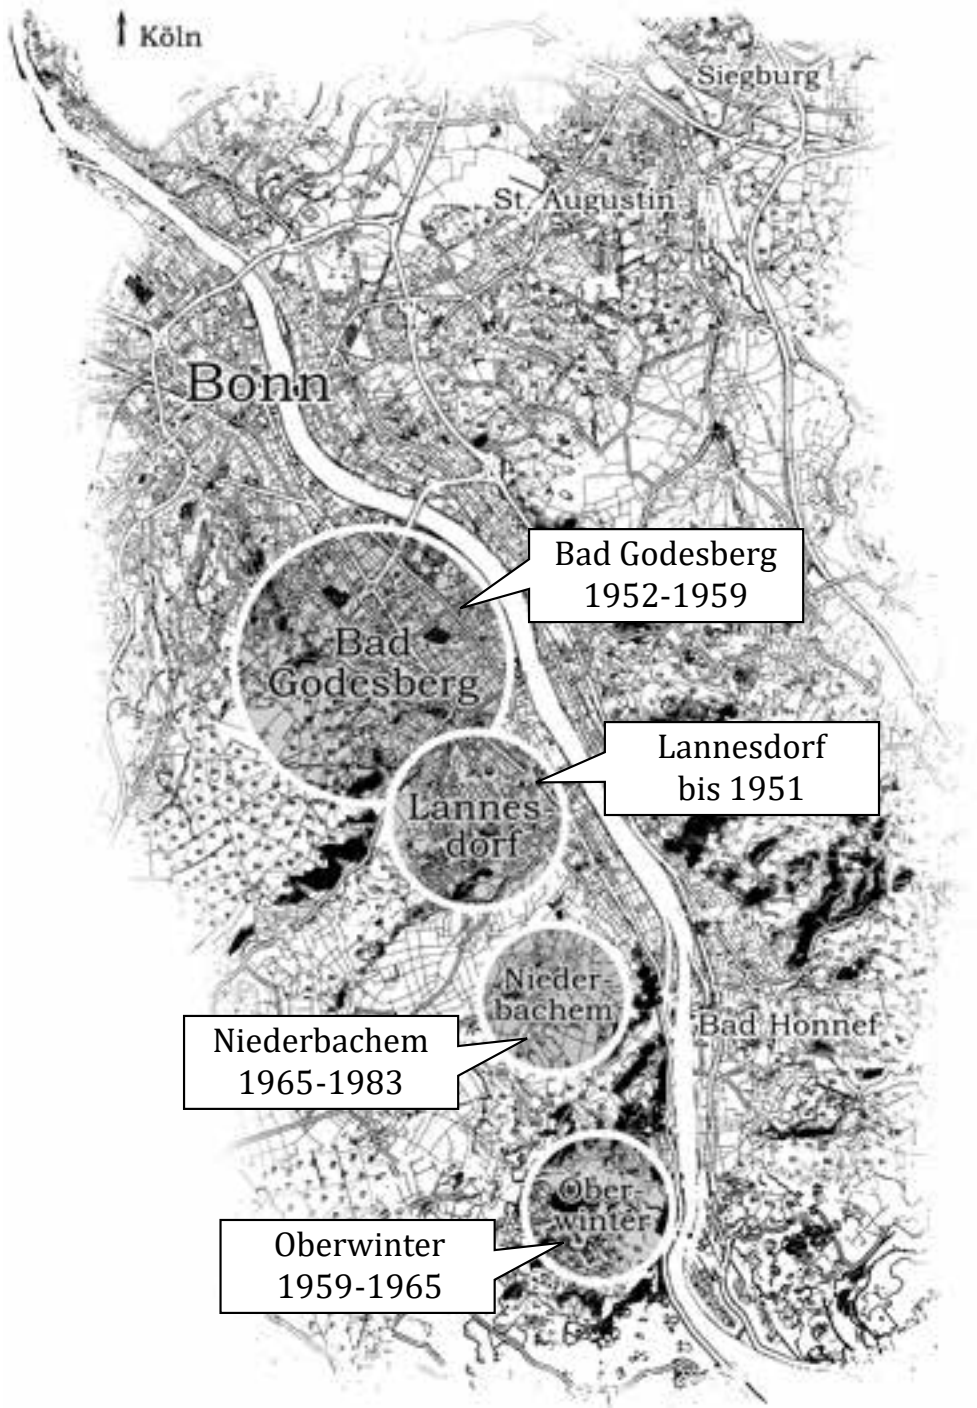 Köln
Siegburg
St. Augustin
Bonn
Bad Godesberg
1952-1959
Bad
Godesberg
Lannesdorf
bis 1951
Lannes-
dorf
Nieder-
bachem
Bad Honnef
Niederbachem
1965-1983
Ober-
winter
Oberwinter
1959-1965